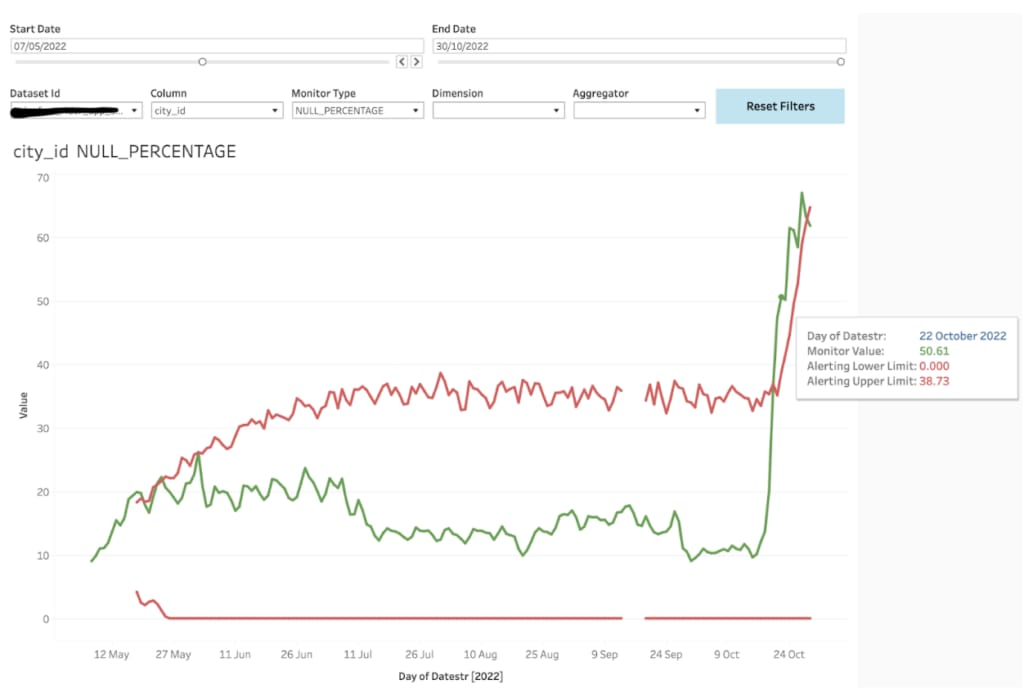 Start Date End Date
07/05/2022 30/10/2022
Dataset Id Column Monitor Type Dimension Aggregator
city_id NULL_PERCENTAGE
Reset Filters
city_id NULL_PERCENTAGE
70
60
50
40
30
20
10
0
Value
Day of Datestr: 22 October 2022
Monitor Value: 50.61
Alerting Lower Limit: 0.000
Alerting Upper Limit: 38.73
12 May 27 May 11 Jun 26 Jun 11 Jul 26 Jul 10 Aug 25 Aug 9 Sep 24 Sep 9 Oct 24 Oct
Day of Datestr [2022]